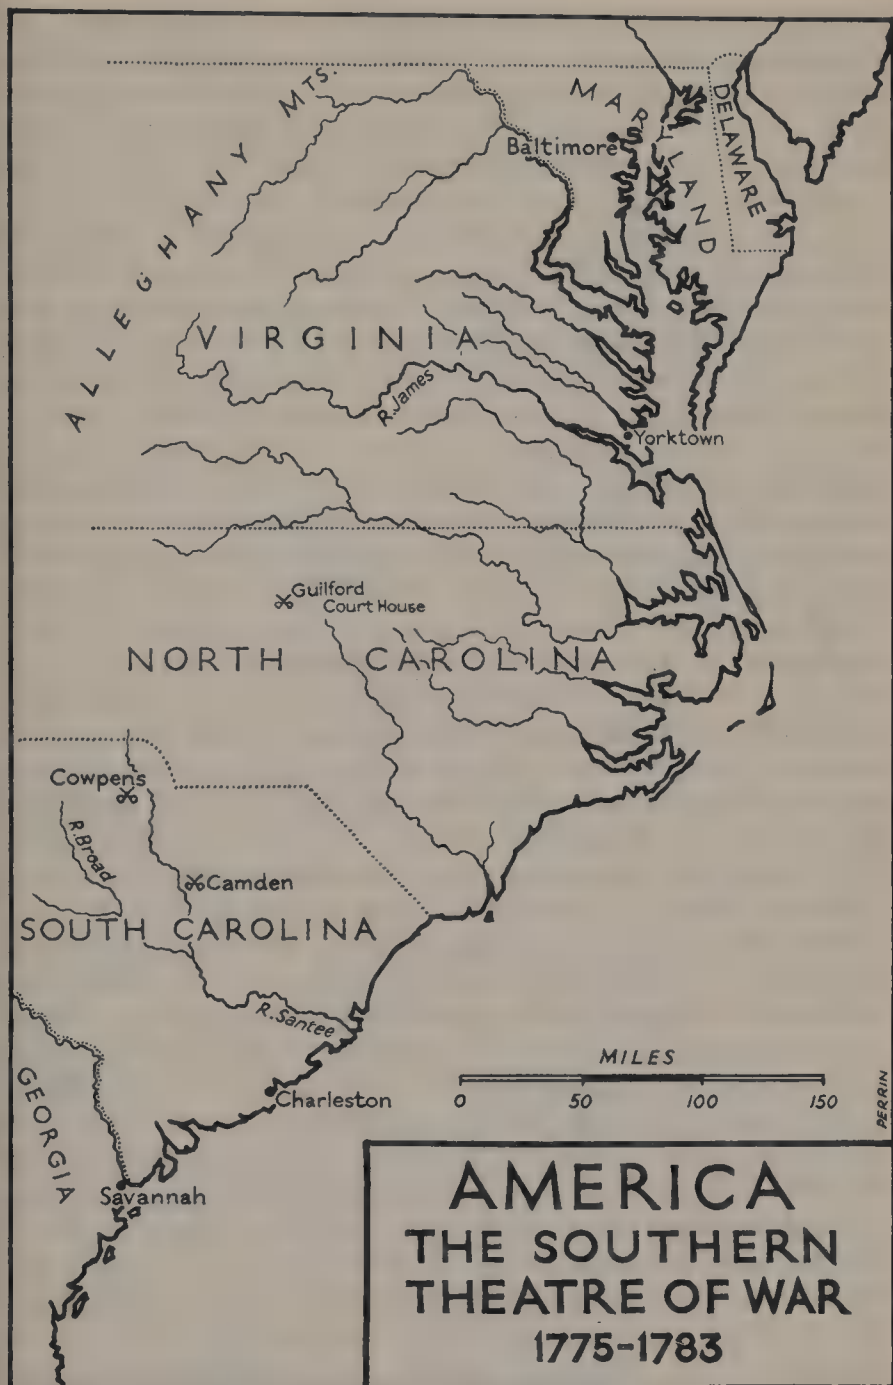 ALLEGHANY MTS.
MARYLAND
DELAWARE
Baltimore
VIRGINIA
R.James
Yorktown
Guilford
Court House
NORTH CAROLINA
Cowpens
R.Broad
Camden
SOUTH CAROLINA
R.Santee
GEORGIA
Charleston
Savannah
MILES
0 50 100 150
PERRIN
AMERICA
THE SOUTHERN
THEATRE OF WAR
1775-1783